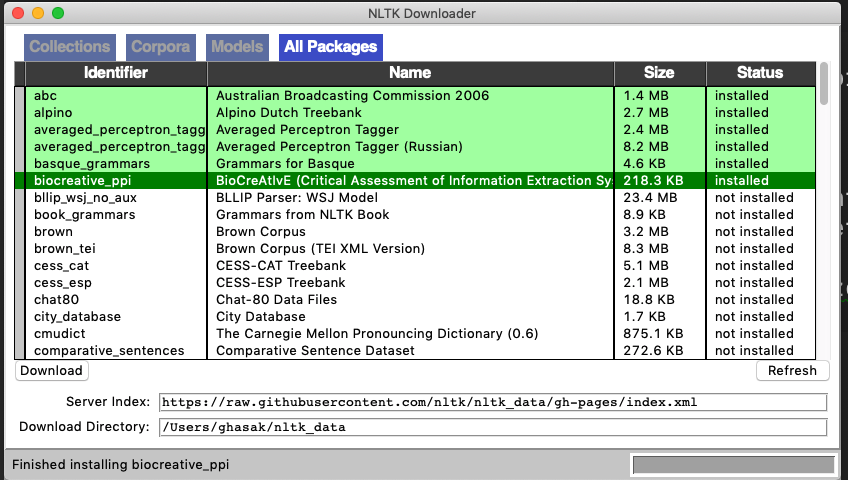 NLTK Downloader
Collections Corpora Models All Packages
Identifier Name Size Status
abc Australian Broadcasting Commission 2006 1.4 MB installed
alpino Alpino Dutch Treebank 2.7 MB installed
averaged_perceptron_tagg Averaged Perceptron Tagger 2.4 MB installed
averaged_perceptron_tagg Averaged Perceptron Tagger (Russian) 8.2 MB installed
basque_grammars Grammars for Basque 4.6 KB installed
biocreative_ppi BioCreAtIvE (Critical Assessment of Information Extraction Sy 218.3 KB installed
bllip_wsj_no_aux BLLIP Parser: WSJ Model 23.4 MB not installed
book_grammars Grammars from NLTK Book 8.9 KB not installed
brown Brown Corpus 3.2 MB not installed
brown_tei Brown Corpus (TEI XML Version) 8.3 MB not installed
cess_cat CESS-CAT Treebank 5.1 MB not installed
cess_esp CESS-ESP Treebank 2.1 MB not installed
chat80 Chat-80 Data Files 18.8 KB not installed
city_database City Database 1.7 KB not installed
cmudict The Carnegie Mellon Pronouncing Dictionary (0.6) 875.1 KB not installed
comparative_sentences Comparative Sentence Dataset 272.6 KB not installed
Download Refresh
Server Index: https://raw.githubusercontent.com/nltk/nltk_data/gh-pages/index.xml
Download Directory: /Users/ghasak/nltk_data
Finished installing biocreative_ppi